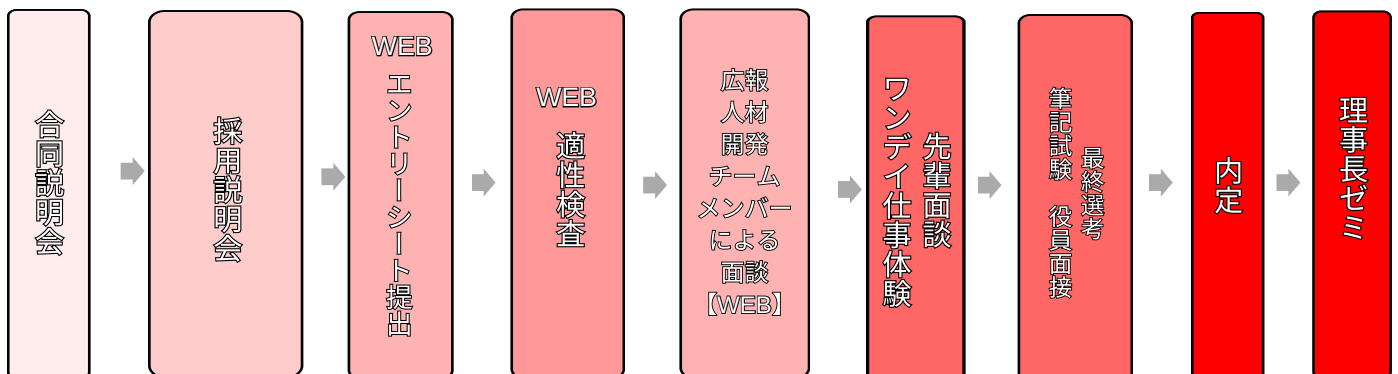 合同説明会
採用説明会
WEB
エントリーシート提出
WEB
適性検査
広報
人材
開発
チーム
メンバー
による
面談
【WEB】
先輩面談
ワンデイ仕事体験
最終選考
筆記試験 役員面接
内定
理事長ゼミ